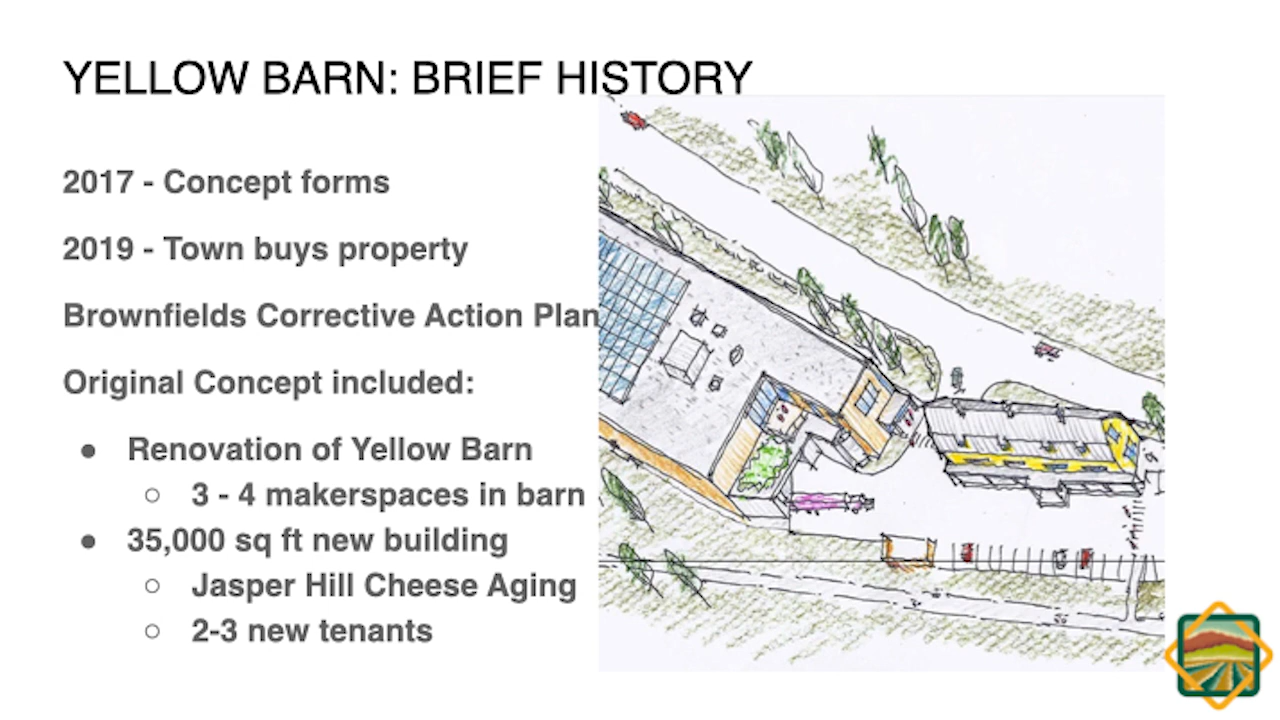 YELLOW BARN: BRIEF HISTORY
2017 - Concept forms
2019 - Town buys property
Brownfields Corrective Action Plan
Original Concept included:
● Renovation of Yellow Barn
○ 3 - 4 makerspaces in barn
● 35,000 sq ft new building
○ Jasper Hill Cheese Aging
○ 2-3 new tenants